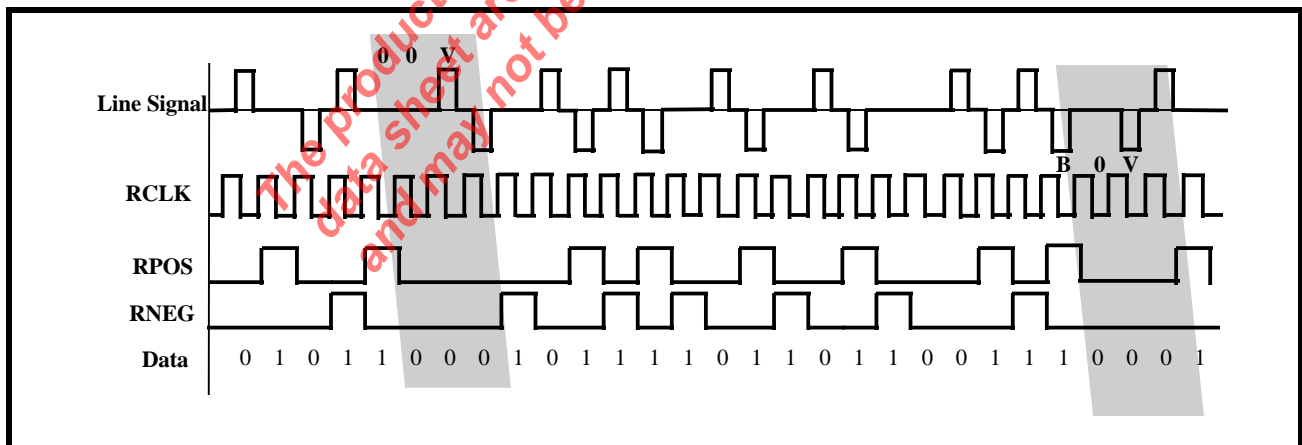 The produc
data sheet are
and may not be
0 0 V
Line Signal
B 0 V
RCLK
RPOS
RNEG
Data 0 1 0 1 1 0 0 0 1 0 1 1 1 1 0 1 1 0 1 1 0 0 1 1 1 0 0 0 1